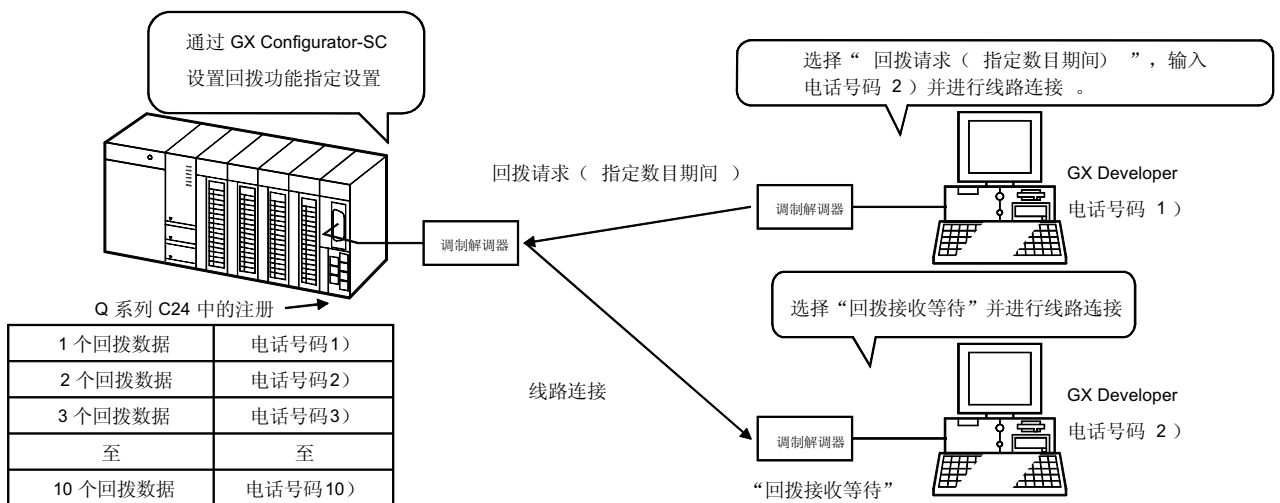 通过 GX Configurator-SC
设置回拨功能指定设置
选择“ 回拨请求（ 指定数目期间） ”，输入
电话号码 2 ）并进行线路连接 。
回拨请求（ 指定数目期间 ）
调制解调器
GX Developer
电话号码 1 ）
调制解调器
选择“回拨接收等待”并进行线路连接
Q 系列 C24 中的注册
1 个回拨数据 电话号码1）
2 个回拨数据 电话号码2）
3 个回拨数据 电话号码3）
至 至
10 个回拨数据 电话号码10）
线路连接
调制解调器
GX Developer
电话号码 2 ）
“回拨接收等待”